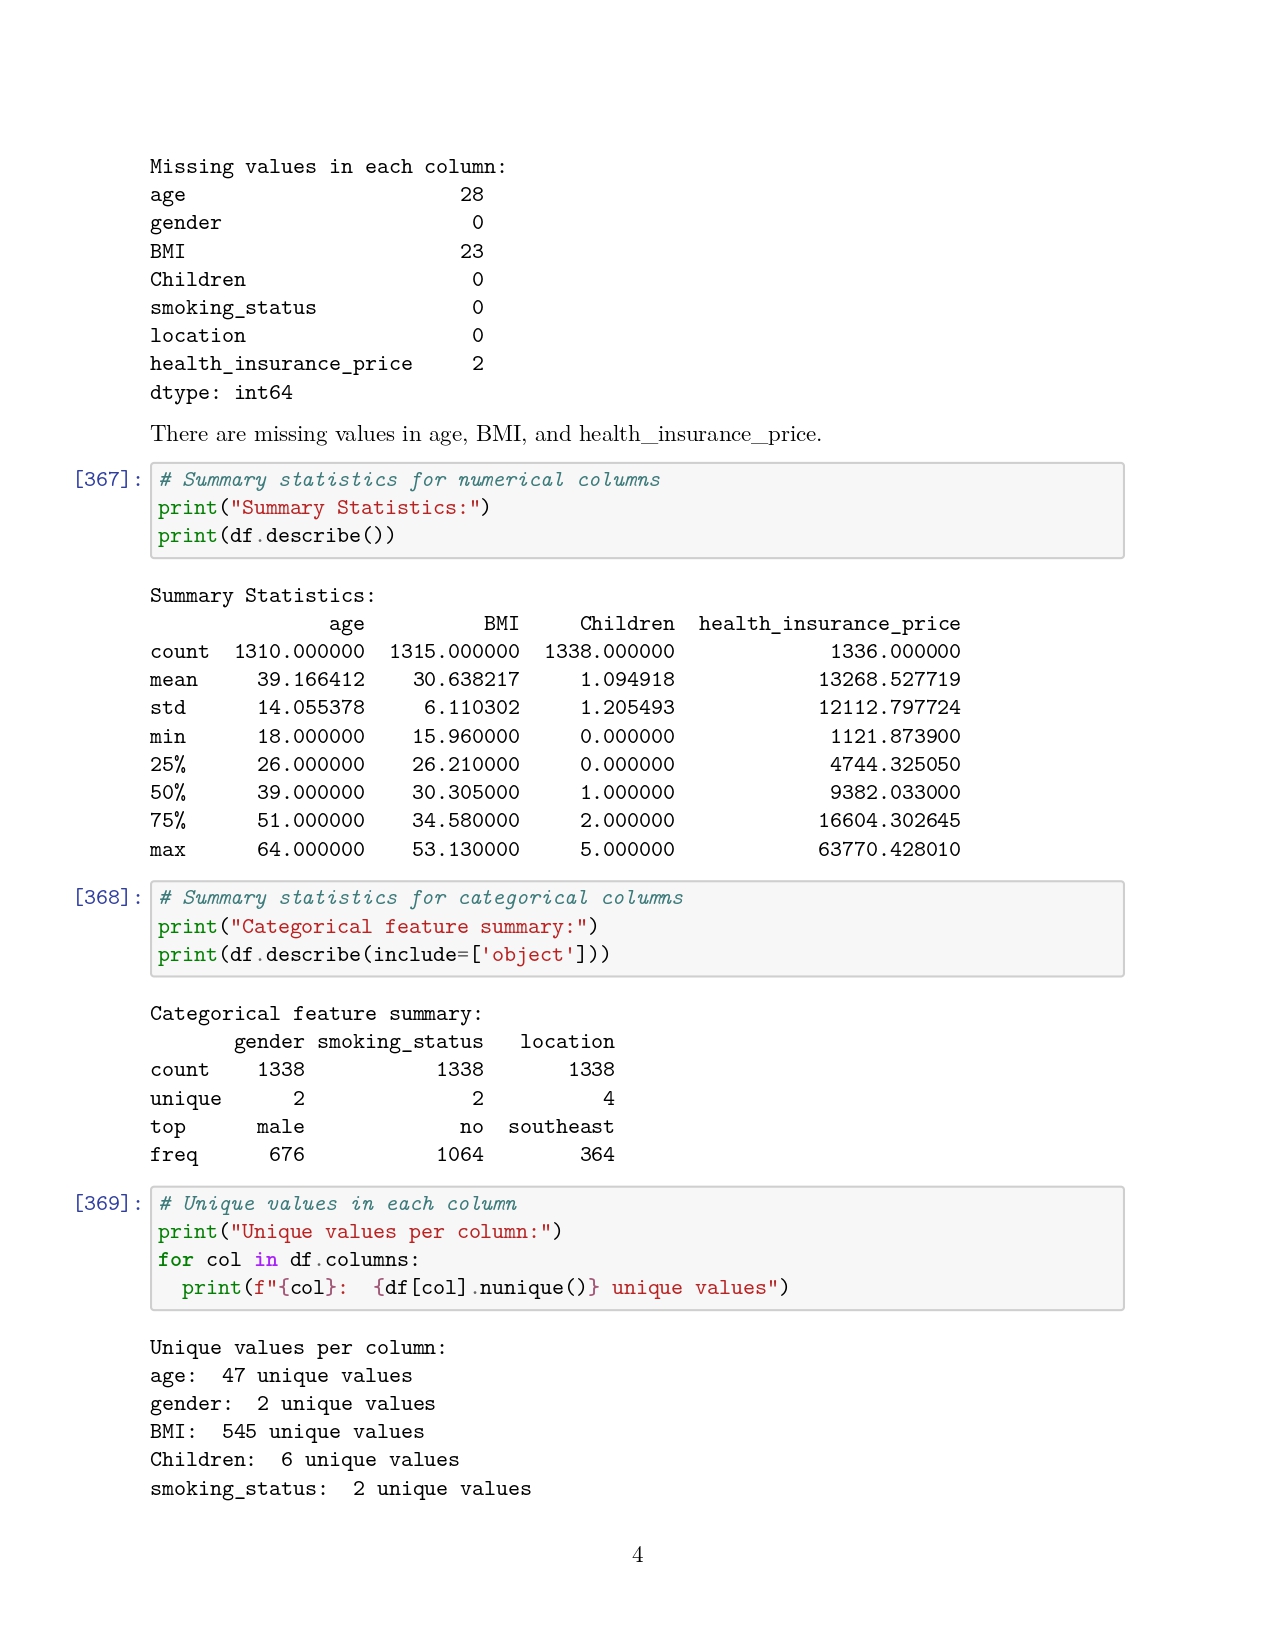 Missing values in each column:
age                       28
gender                     0
BMI                       23
Children                   0
smoking_status             0
location                   0
health_insurance_price     2
dtype: int64
There are missing values in age, BMI, and health_insurance_price.
[367]: # Summary statistics for numerical columns
print("Summary Statistics:")
print(df.describe())
Summary Statistics:
               age          BMI     Children  health_insurance_price
count  1310.000000  1315.000000  1338.000000             1336.000000
mean     39.166412    30.638217     1.094918            13268.527719
std      14.055378     6.110302     1.205493            12112.797724
min      18.000000    15.960000     0.000000             1121.873900
25%      26.000000    26.210000     0.000000             4744.325050
50%      39.000000    30.305000     1.000000             9382.033000
75%      51.000000    34.580000     2.000000            16604.302645
max      64.000000    53.130000     5.000000            63770.428010
[368]: # Summary statistics for categorical columns
print("Categorical feature summary:")
print(df.describe(include=['object']))
Categorical feature summary:
       gender smoking_status   location
count    1338           1338       1338
unique      2              2          4
top      male             no  southeast
freq      676           1064        364
[369]: # Unique values in each column
print("Unique values per column:")
for col in df.columns:
  print(f"{col}:  {df[col].nunique()} unique values")
Unique values per column:
age:  47 unique values
gender:  2 unique values
BMI:  545 unique values
Children:  6 unique values
smoking_status:  2 unique values
4